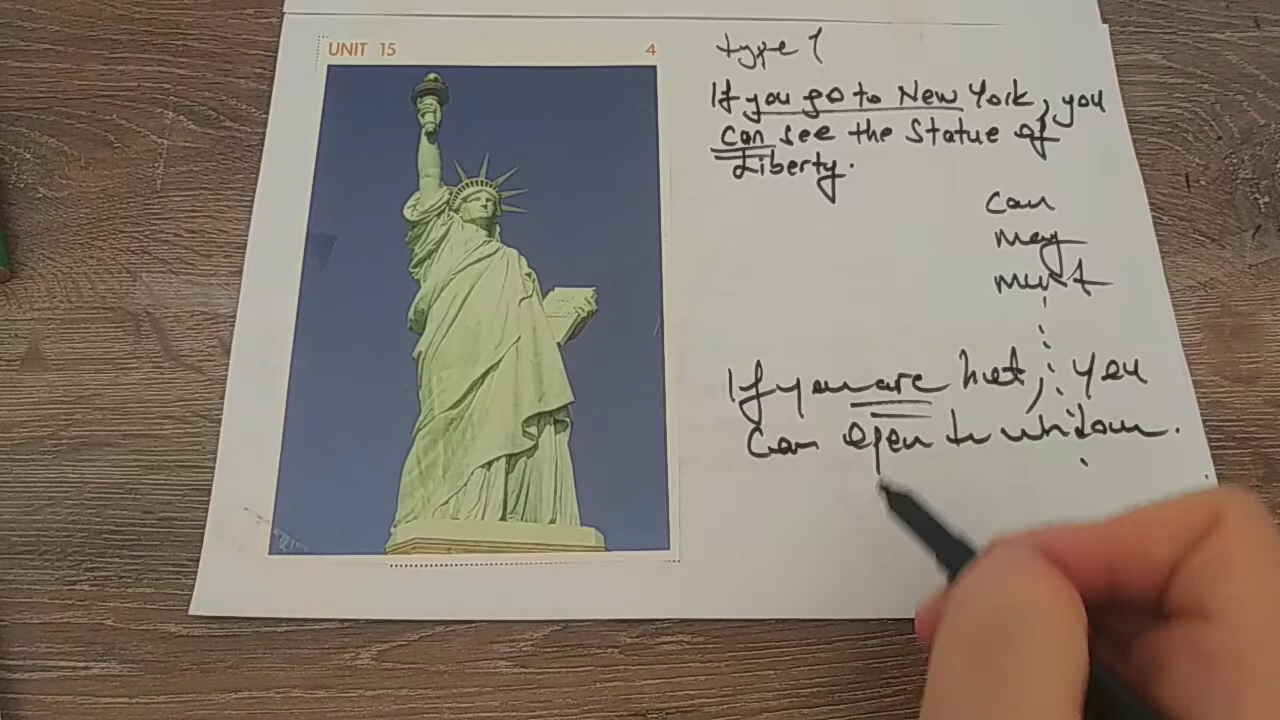 UNIT 15
4
type 1
If you go to New York, you
can see the Statue of
Liberty.
can
may
must
If you are hot, you
can open the window.